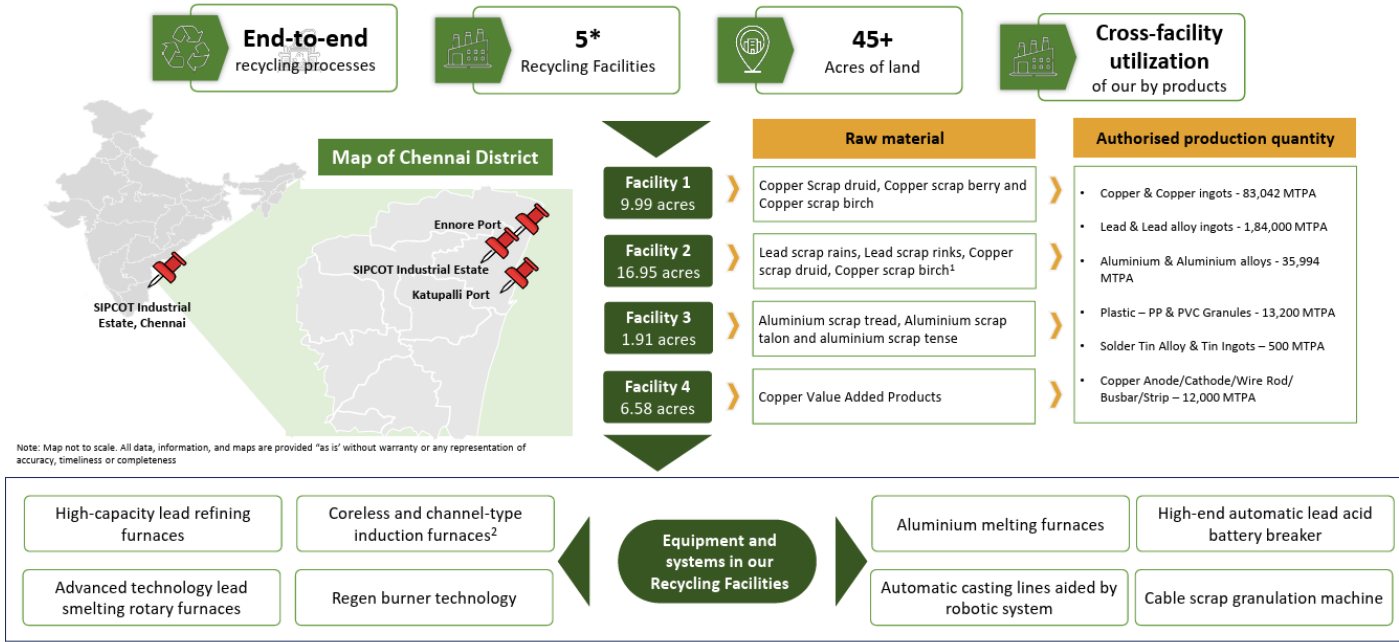 End-to-end
recycling processes
5*
Recycling Facilities
45+
Acres of land
Cross-facility
utilization
of our by products
Map of Chennai District
Ennore Port
SIPCOT Industrial Estate
Katupalli Port
SIPCOT Industrial
Estate, Chennai
Note: Map not to scale. All data, information, and maps are provided "as is' without warranty or any representation of
accuracy, timeliness or completeness
Raw material
Authorised production quantity
Facility 1
9.99 acres
Copper Scrap druid, Copper scrap berry and
Copper scrap birch
Facility 2
16.95 acres
Lead scrap rains, Lead scrap rinks, Copper
scrap druid, Copper scrap birch¹
Facility 3
1.91 acres
Aluminium scrap tread, Aluminium scrap
talon and aluminium scrap tense
Facility 4
6.58 acres
Copper Value Added Products
• Copper & Copper ingots - 83,042 MTPA
• Lead & Lead alloy ingots - 1,84,000 MTPA
• Aluminium & Aluminium alloys - 35,994
MTPA
• Plastic – PP & PVC Granules - 13,200 MTPA
• Solder Tin Alloy & Tin Ingots – 500 MTPA
• Copper Anode/Cathode/Wire Rod/
Busbar/Strip – 12,000 MTPA
High-capacity lead refining
furnaces
Coreless and channel-type
induction furnaces²
Advanced technology lead
smelting rotary furnaces
Regen burner technology
Equipment and
systems in our
Recycling Facilities
Aluminium melting furnaces
High-end automatic lead acid
battery breaker
Automatic casting lines aided by
robotic system
Cable scrap granulation machine